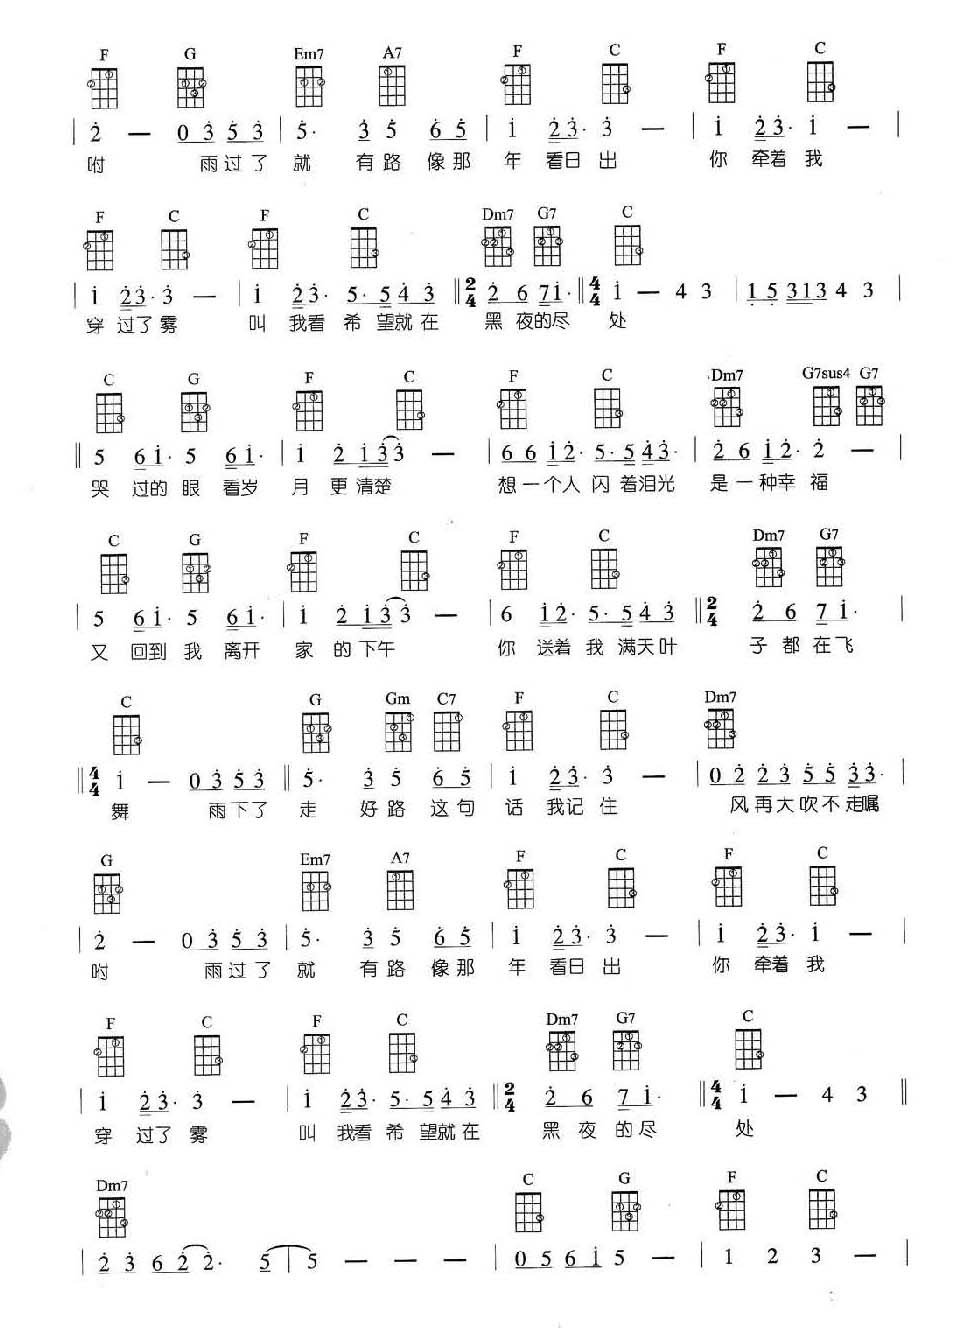 F G Em7 A7 F C F C
| 2̇ — 0 3̇ 5̇ 3̇ | 5̇· 3̇ 5̇ 6̇ 5̇ | i 2̇ 3̇· 3̇ — | i 2̇ 3̇· i — |
咐 雨过了 就 有路像那 年 看日 出 你 牵着 我
F C F C Dm7 G7 C
| i 2̇ 3̇· 3̇ — | i 2̇ 3̇· 5̇· 5̇ 4̇ 3̇ ‖ 2/4 2̇ 6 7 i· ‖ 4/4 i — 4 3 | 1 5 3 1 3 4 3 |
穿 过了 雾 叫 我看 希 望就在 黑 夜的尽 处
C G F C F C Dm7 G7sus4 G7
‖ 5 6 i· 5 6 i· | i 2̇ i 3̇ 3̇ — | 6 6 i 2̇· 5̇· 5̇ 4̇ 3̇· | 2̇ 6 i 2̇· 2̇ — |
哭 过的 眼 看岁 月 更清楚 想一个人 闪 着泪光 是一种幸 福
C G F C F C Dm7 G7
5 6 i· 5 6 i· | i 2̇ i 3̇ 3̇ — | 6 i 2̇· 5̇· 5̇ 4̇ 3̇ ‖ 2/4 2̇ 6 7 i· |
又 回到 我 离开 家 的下午 你 送着 我 满天叶 子 都 在飞
C G Gm C7 F C Dm7
‖ 4/4 i — 0 3̇ 5̇ 3̇ ‖ 5̇· 3̇ 5̇ 6̇ 5̇ | i 2̇ 3̇· 3̇ — | 0 2̇ 2̇ 3̇ 5̇ 5̇ 3̇ 3̇· |
舞 雨下了 走 好路 这句 话 我记 住 风再大吹不走嘱
G Em7 A7 F C F C
| 2̇ — 0 3̇ 5̇ 3̇ | 5̇· 3̇ 5̇ 6̇ 5̇ | i 2̇ 3̇· 3̇ — | i 2̇ 3̇· i — |
咐 雨过了 就 有路像那 年 看日 出 你 牵着 我
F C F C Dm7 G7 C
| i 2̇ 3̇· 3 — | i 2̇ 3̇· 5̇· 5̇ 4̇ 3̇ ‖ 2/4 2̇ 6 7 i· ‖ 4/4 i — 4 3 ‖
穿 过了 雾 叫 我看 希 望就在 黑 夜 的尽 处
Dm7 C G F C
| 2̇ 3̇ 6 2̇ 2̇· 5̇ | 5 — — — | 0 5 6 i 5̇ — | 1 2 3 — |